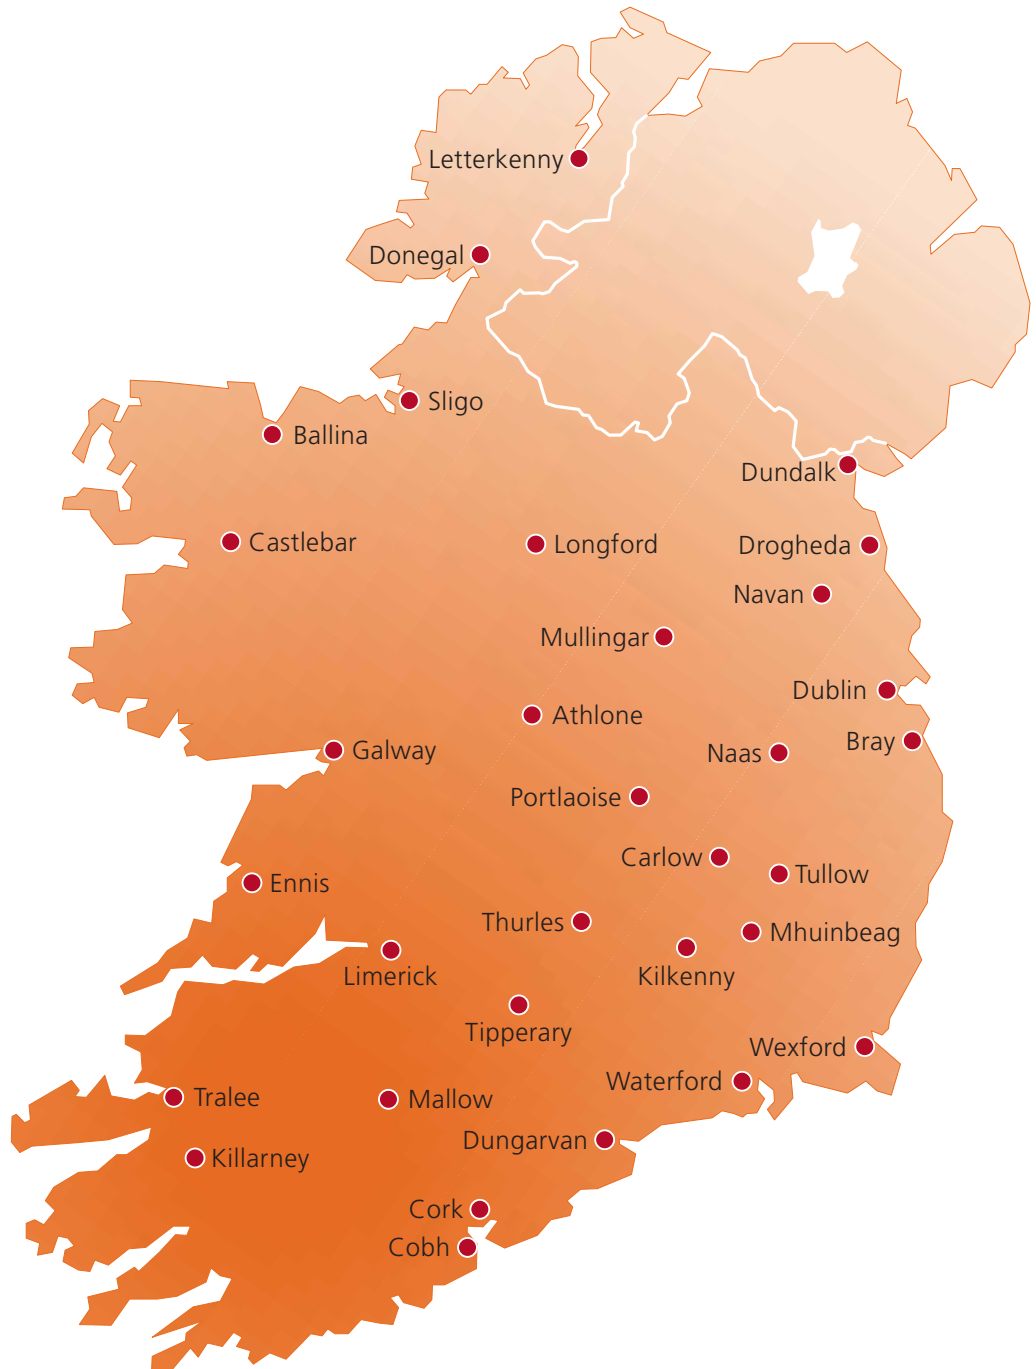 Letterkenny
Donegal
Sligo
Ballina
Dundalk
Castlebar
Longford
Drogheda
Navan
Mullingar
Dublin
Athlone
Bray
Galway
Naas
Portlaoise
Carlow
Tullow
Ennis
Thurles
Mhuinbeag
Limerick
Kilkenny
Tipperary
Wexford
Waterford
Tralee
Mallow
Dungarvan
Killarney
Cork
Cobh